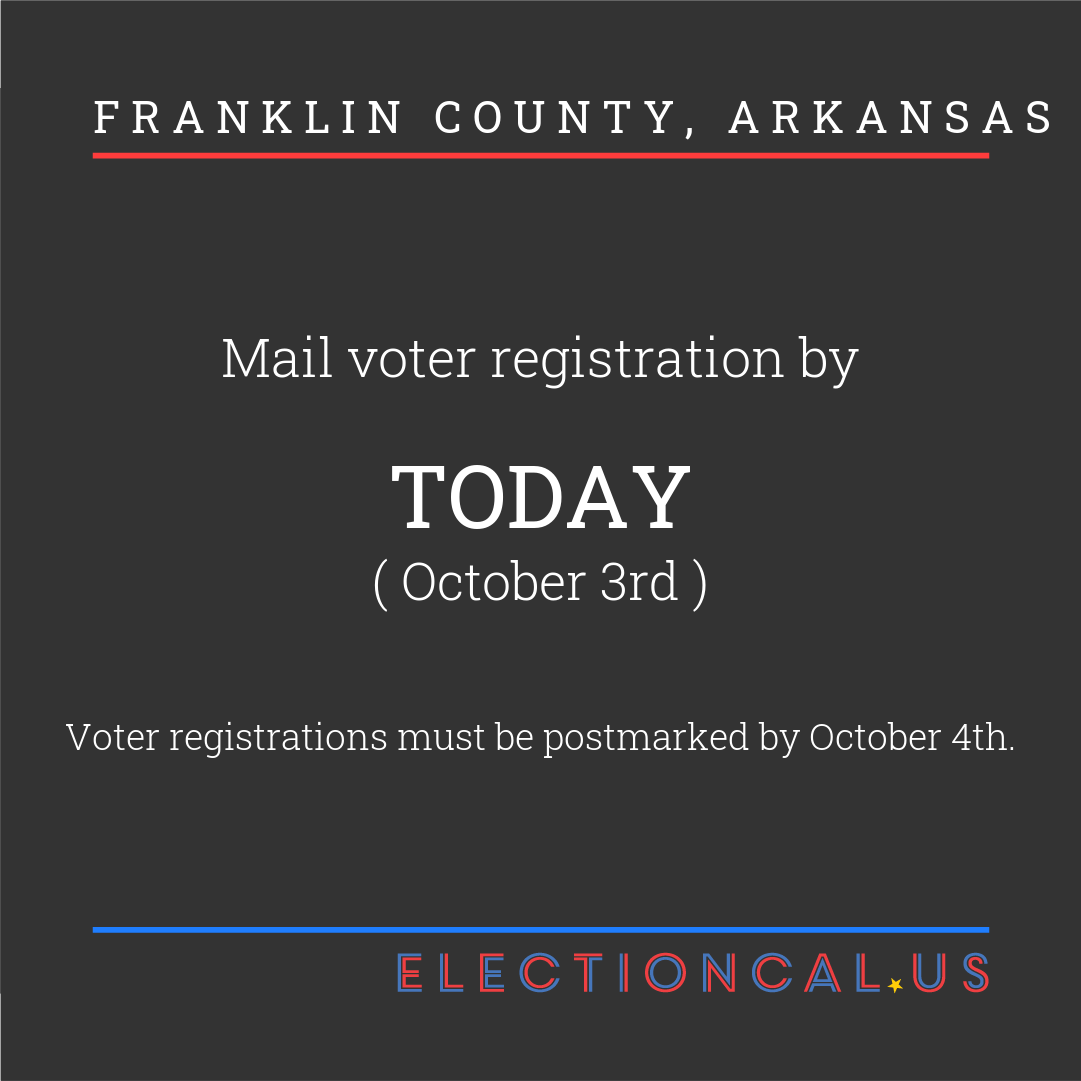 FRANKLIN COUNTY, ARKANSAS
Mail voter registration by
TODAY
( October 3rd )
Voter registrations must be postmarked by October 4th.
ELECTIONCAL.US